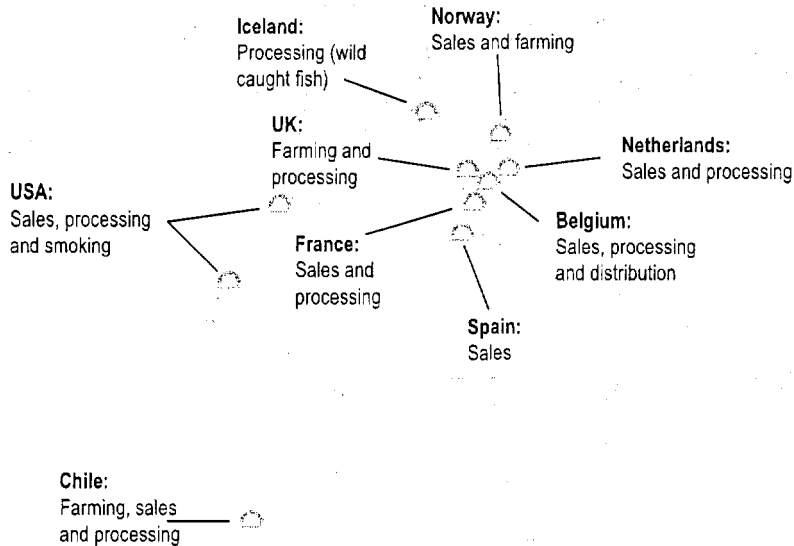 Iceland:
Processing (wild
caught fish)
Norway:
Sales and farming
UK:
Farming and
processing
Netherlands:
Sales and processing
USA:
Sales, processing
and smoking
France:
Sales and
processing
Belgium:
Sales, processing
and distribution
Spain:
Sales
Chile:
Farming, sales
and processing